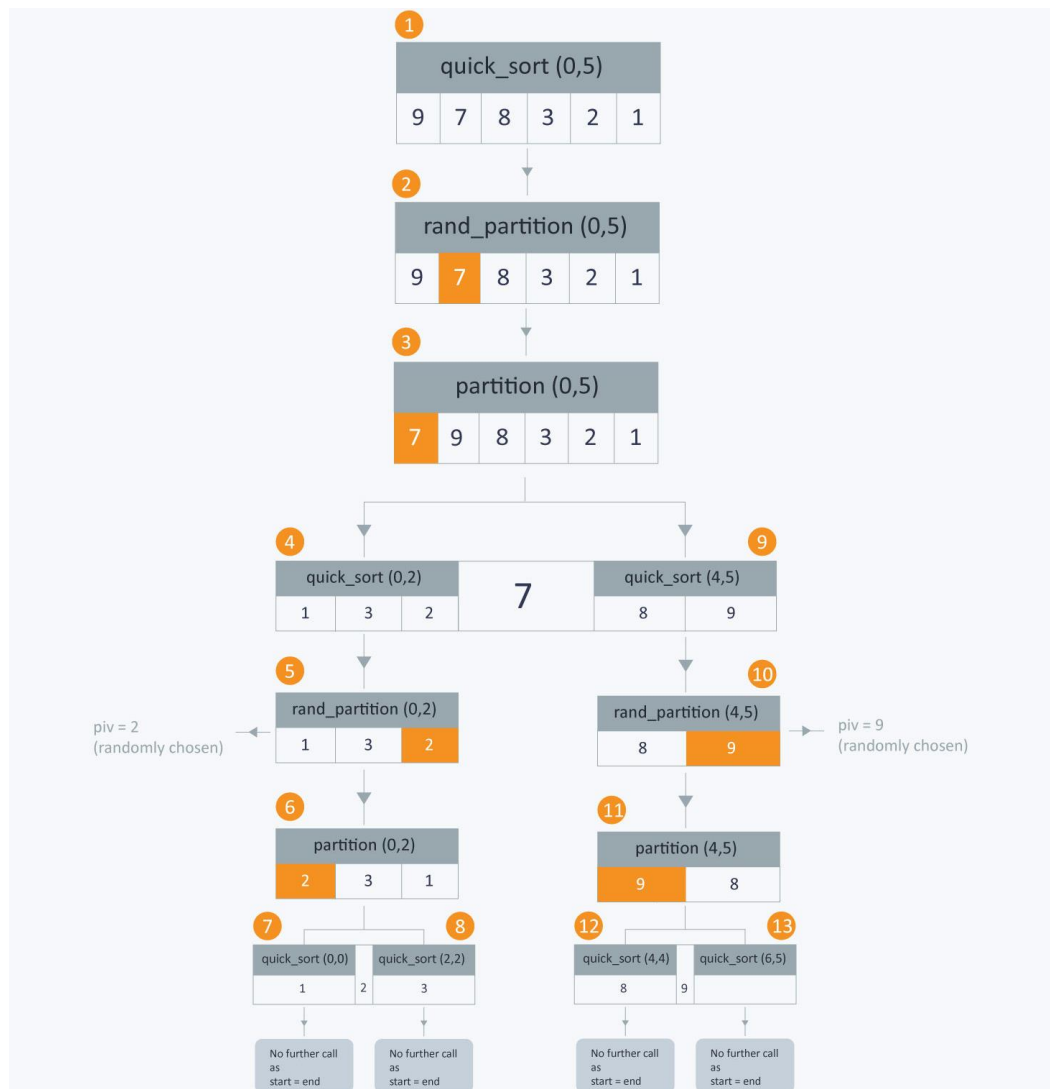 1
quick_sort (0,5)
9 7 8 3 2 1
2
rand_partition (0,5)
9 7 8 3 2 1
3
partition (0,5)
7 9 8 3 2 1
4
quick_sort (0,2)
1 3 2
7
9
quick_sort (4,5)
8 9
5
rand_partition (0,2)
1 3 2
piv = 2
(randomly chosen)
10
rand_partition (4,5)
8 9
piv = 9
(randomly chosen)
6
partition (0,2)
2 3 1
11
partition (4,5)
9 8
7
quick_sort (0,0)
1
2
8
quick_sort (2,2)
3
12
quick_sort (4,4)
8
9
13
quick_sort (6,5)
No further call
as
start = end
No further call
as
start = end
No further call
as
start = end
No further call
as
start = end